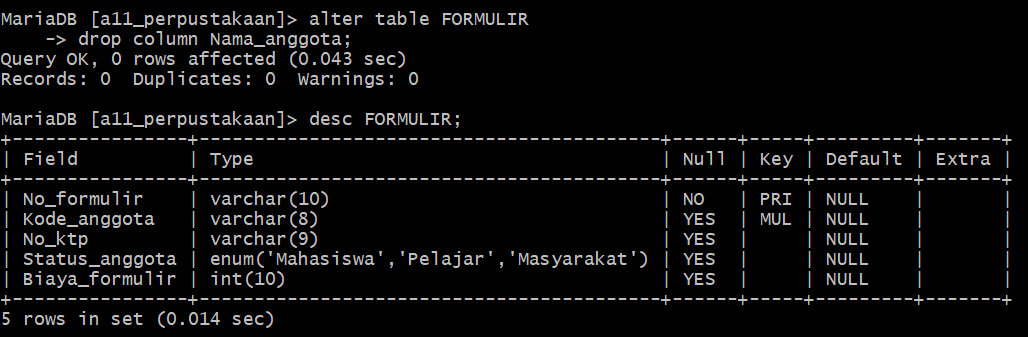 MariaDB [a11_perpustakaan]> alter table FORMULIR
    -> drop column Nama_anggota;
Query OK, 0 rows affected (0.043 sec)
Records: 0  Duplicates: 0  Warnings: 0

MariaDB [a11_perpustakaan]> desc FORMULIR;
+----------------+---------------------------------------+------+-----+---------+-------+
| Field          | Type                                  | Null | Key | Default | Extra |
+----------------+---------------------------------------+------+-----+---------+-------+
| No_formulir    | varchar(10)                           | NO   | PRI | NULL    |       |
| Kode_anggota   | varchar(8)                            | YES  | MUL | NULL    |       |
| No_ktp         | varchar(9)                            | YES  |     | NULL    |       |
| Status_anggota | enum('Mahasiswa','Pelajar','Masyarakat') | YES  |     | NULL    |       |
| Biaya_formulir | int(10)                               | YES  |     | NULL    |       |
+----------------+---------------------------------------+------+-----+---------+-------+
5 rows in set (0.014 sec)